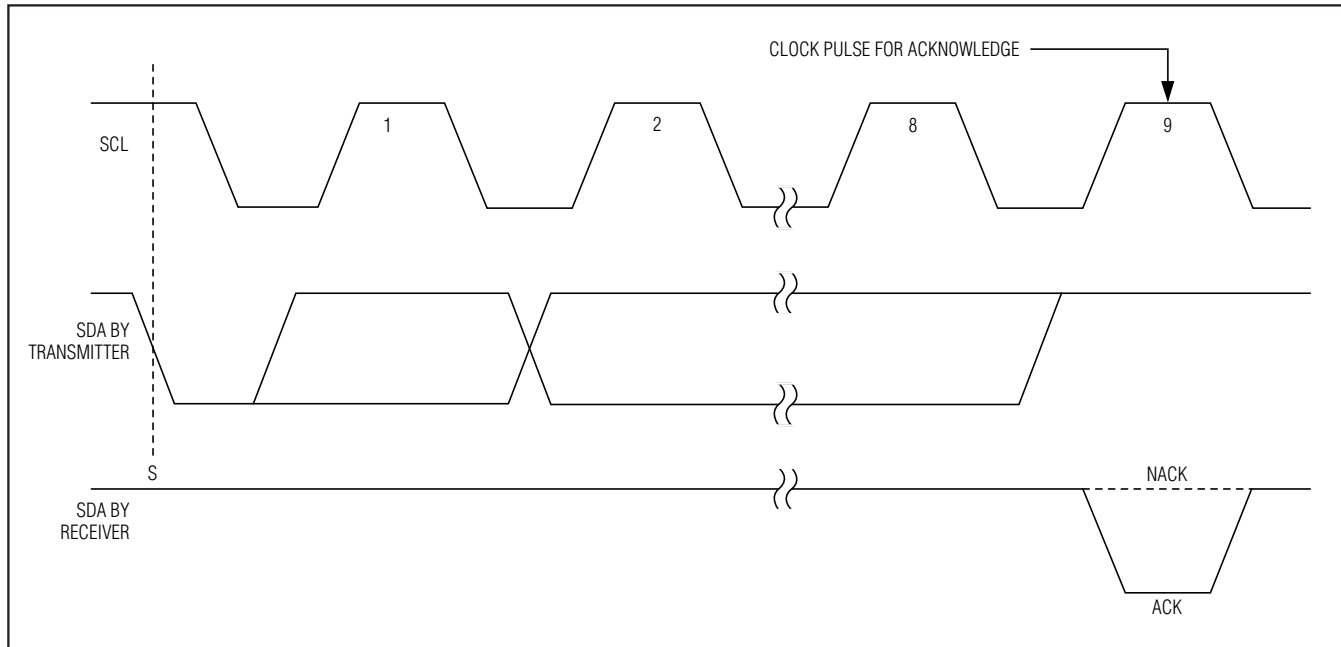 CLOCK PULSE FOR ACKNOWLEDGE
SCL
1
2
8
9
SDA BY
TRANSMITTER
S
SDA BY
RECEIVER
NACK
ACK